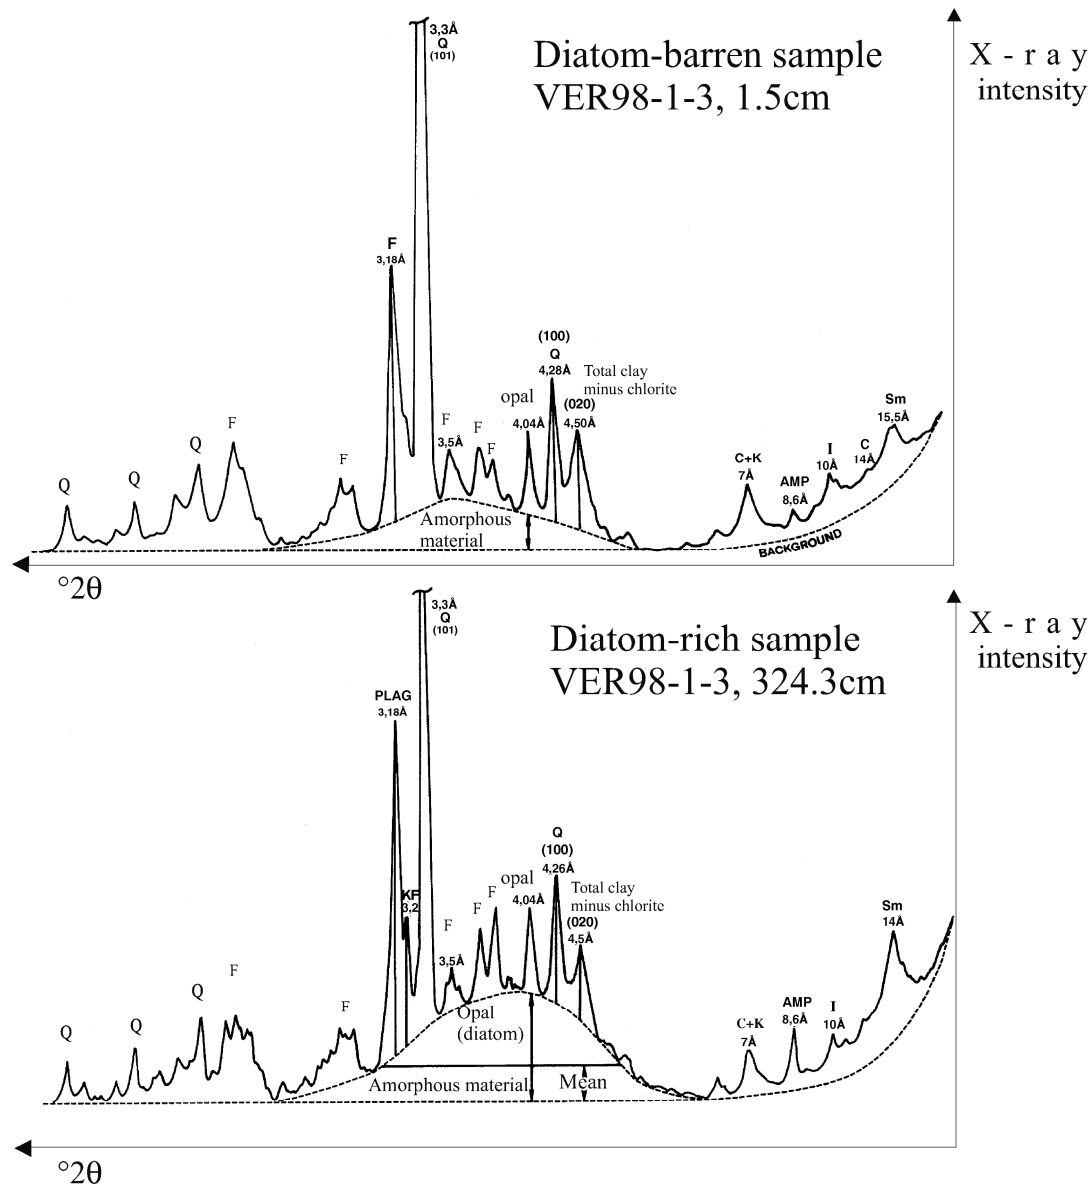 3,3Å
Q
(101)
Diatom-barren sample
VER98-1-3, 1.5cm
X - r a y
intensity
F
3,18Å
(100)
Q
4,28Å
Total clay
minus chlorite
opal
(020)
4,04Å
4,50Å
Sm
15,5Å
F
3,5Å
F
F
F
Q
Q
Q
F
C+K
7Å
AMP
8,6Å
I
10Å
C
14Å
Amorphous
material
BACKGROUND
°2θ
3,3Å
Q
(101)
Diatom-rich sample
VER98-1-3, 324.3cm
X - r a y
intensity
PLAG
3,18Å
KF
3,2
Q
(100)
4,26Å
opal
4,04Å
Total clay
minus chlorite
(020)
4,5Å
F
F
F
3,5Å
Sm
14Å
F
Q
Q
Q
F
C+K
7Å
AMP
8,6Å
I
10Å
Opal
(diatom)
Amorphous material
Mean
°2θ